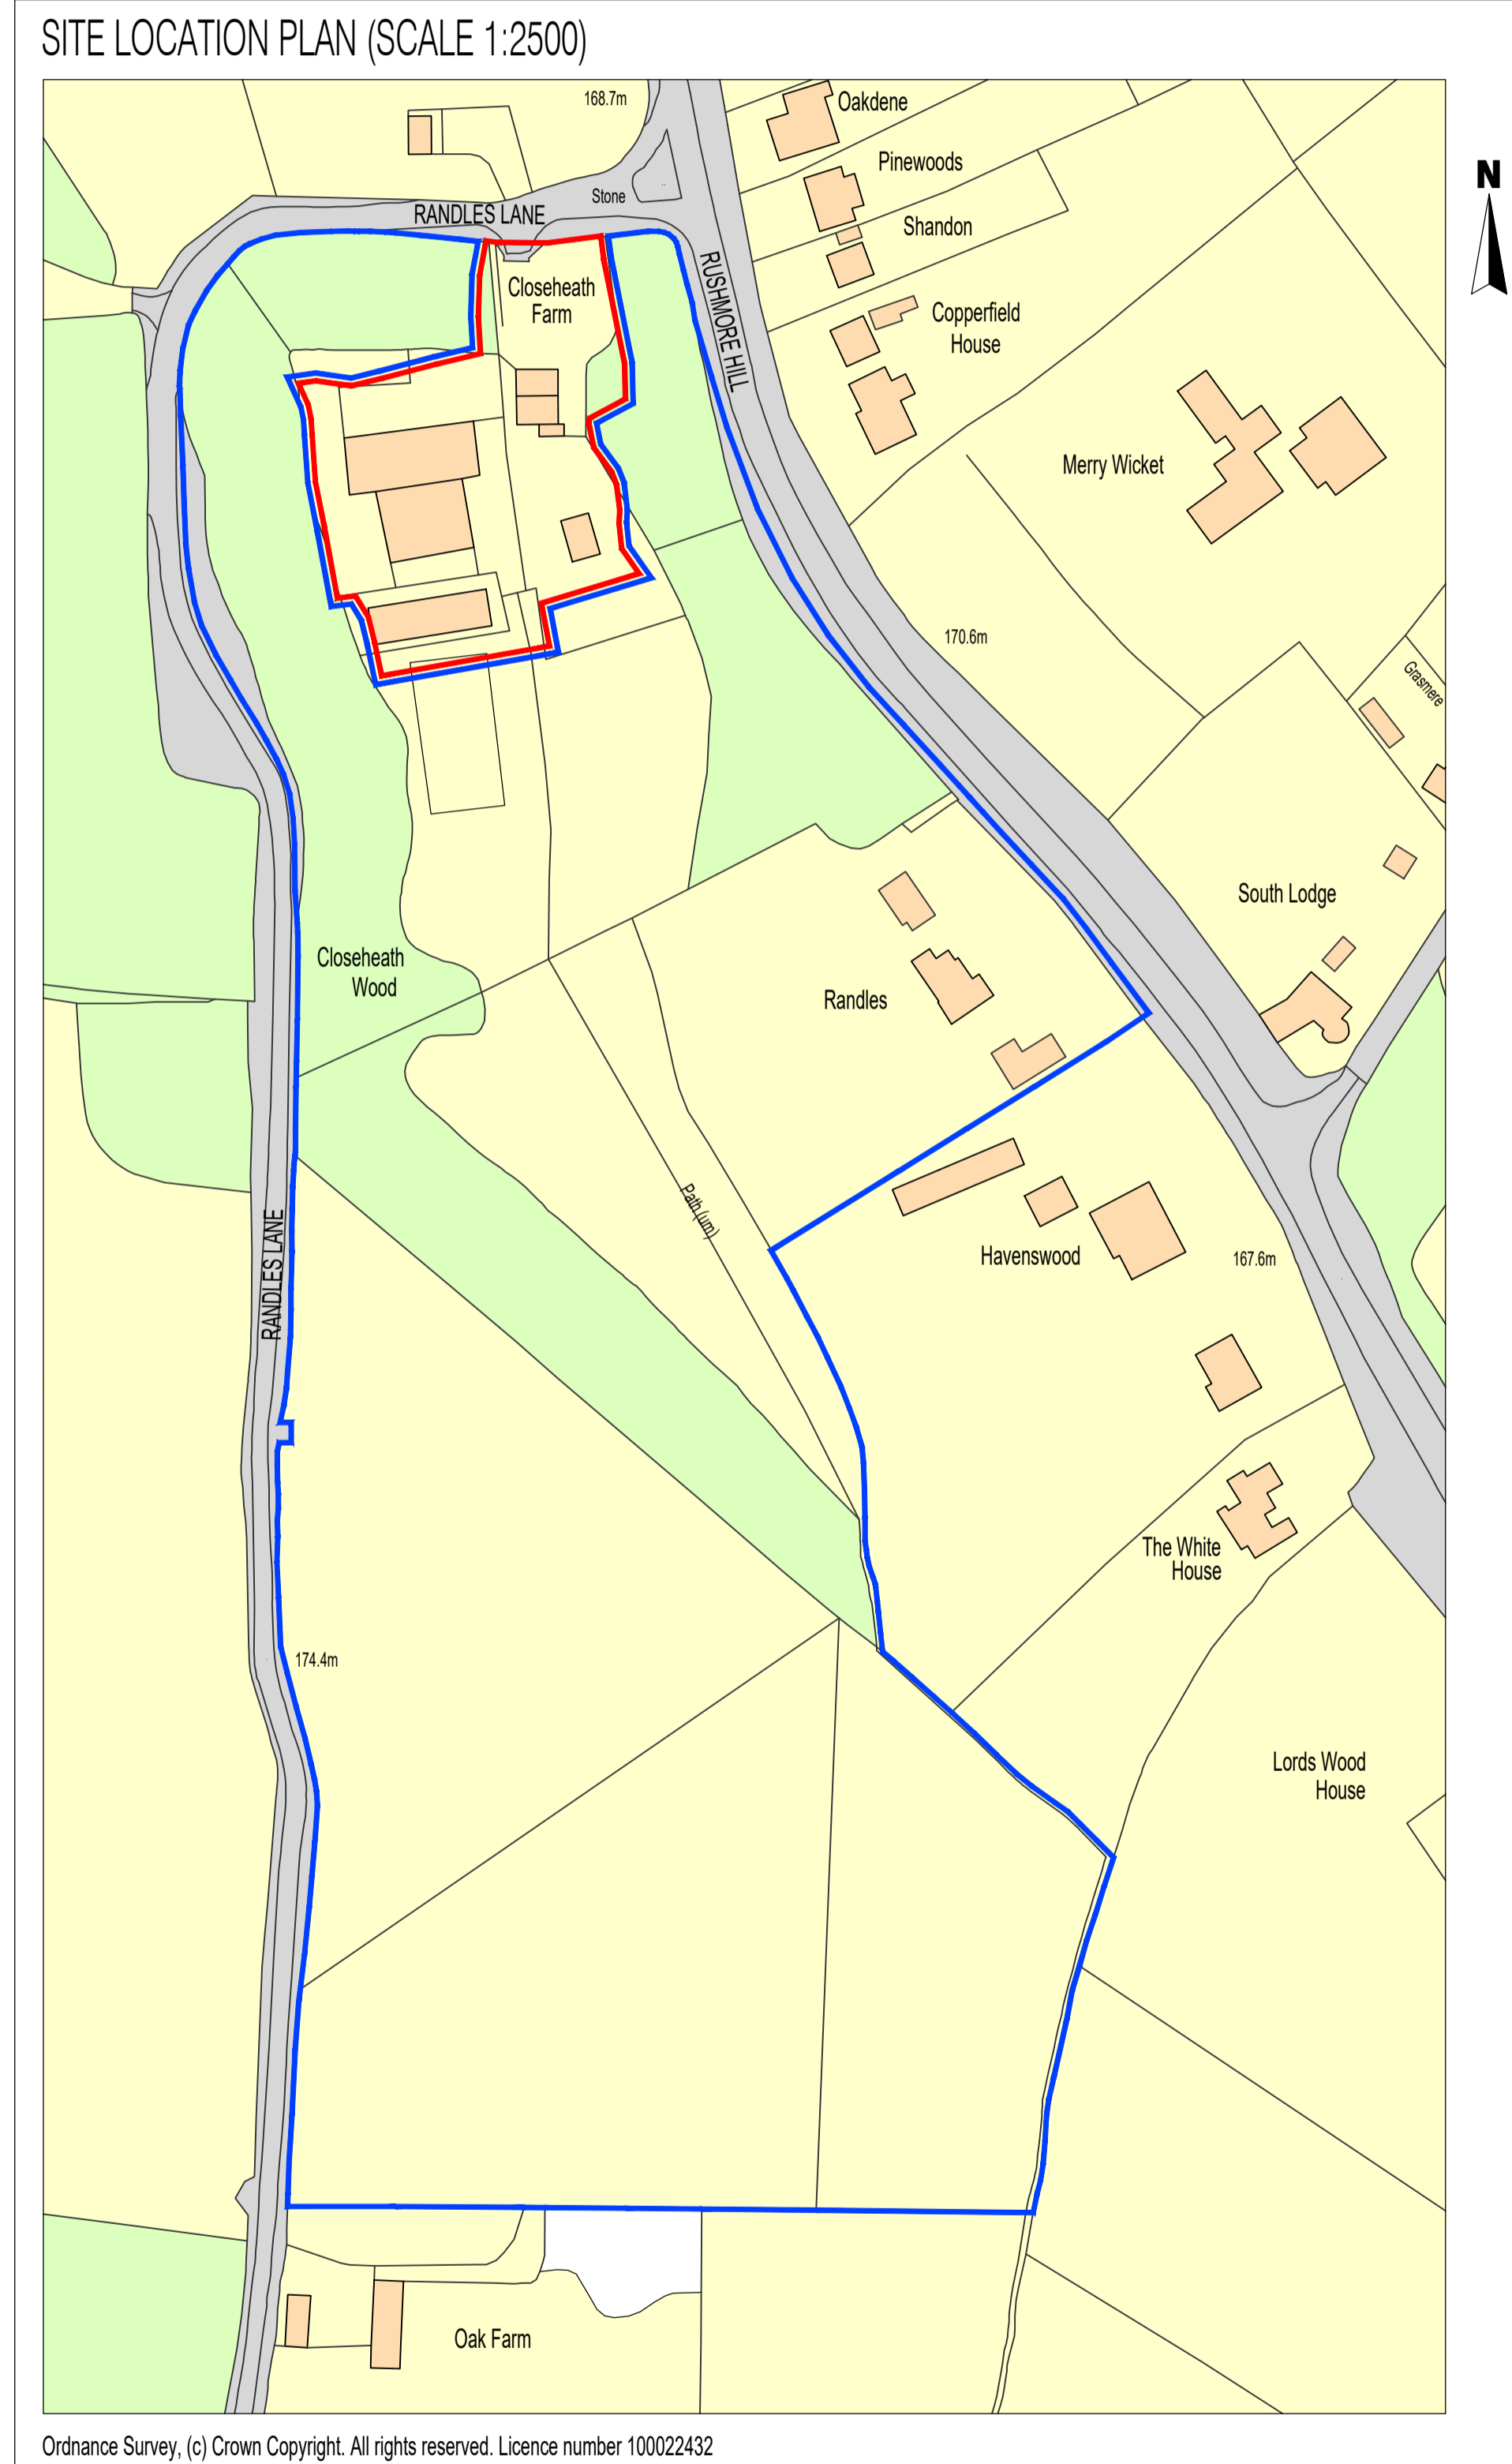 SITE LOCATION PLAN (SCALE 1:2500)
N
168.7m
Oakdene
Pinewoods
Stone
RANDLES LANE
Shandon
RUSHMORE HILL
Closeheath
Farm
Copperfield
House
Merry Wicket
170.6m
Grasmere
South Lodge
Closeheath
Wood
Randles
Path (um)
RANDLES LANE
Havenswood
167.6m
The White
House
174.4m
Lords Wood
House
Oak Farm
Ordnance Survey, (c) Crown Copyright. All rights reserved. Licence number 100022432